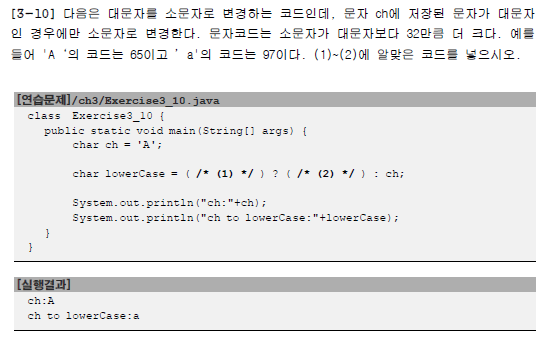 [3-10] 다음은 대문자를 소문자로 변경하는 코드인데, 문자 ch에 저장된 문자가 대문자
인 경우에만 소문자로 변경한다. 문자코드는 소문자가 대문자보다 32만큼 더 크다. 예를
들어 'A '의 코드는 65이고 ' a'의 코드는 97이다. (1)~(2)에 알맞은 코드를 넣으시오.
[연습문제]/ch3/Exercise3_10.java
class Exercise3_10 {
public static void main(String[] args) {
char ch = 'A';
char lowerCase = ( /* (1) */ ) ? ( /* (2) */ ) : ch;
System.out.println("ch:"+ch);
System.out.println("ch to lowerCase:"+lowerCase);
}
}
[실행결과]
ch:A
ch to lowerCase:a